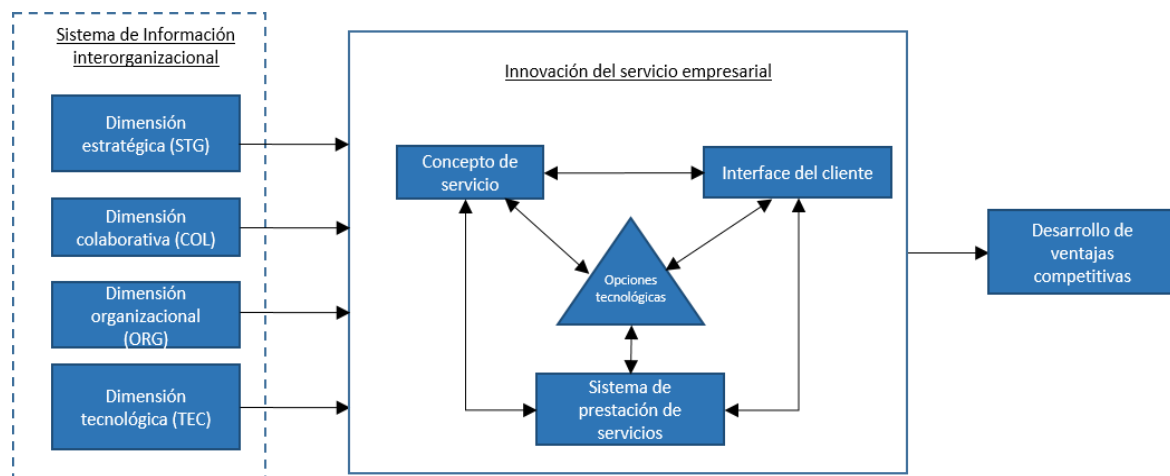 Sistema de Información
interorganizacional
Dimensión
estratégica (STG)
Dimensión
colaborativa (COL)
Dimensión
organizacional
(ORG)
Dimensión
tecnológica (TEC)
Innovación del servicio empresarial
Concepto de
servicio
Interface del cliente
Opciones
tecnológicas
Sistema de
prestación de
servicios
Desarrollo de
ventajas
competitivas